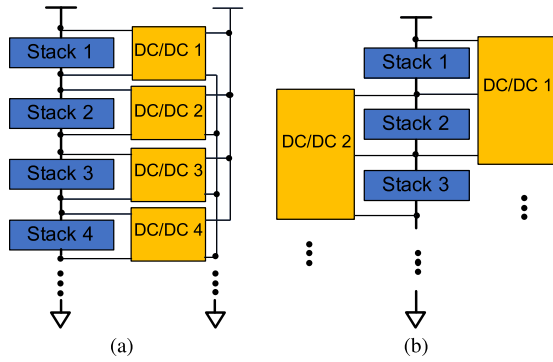 Stack 1
DC/DC 1
Stack 2
DC/DC 2
Stack 3
DC/DC 3
Stack 4
DC/DC 4
(a)
Stack 1
DC/DC 1
Stack 2
DC/DC 2
Stack 3
(b)